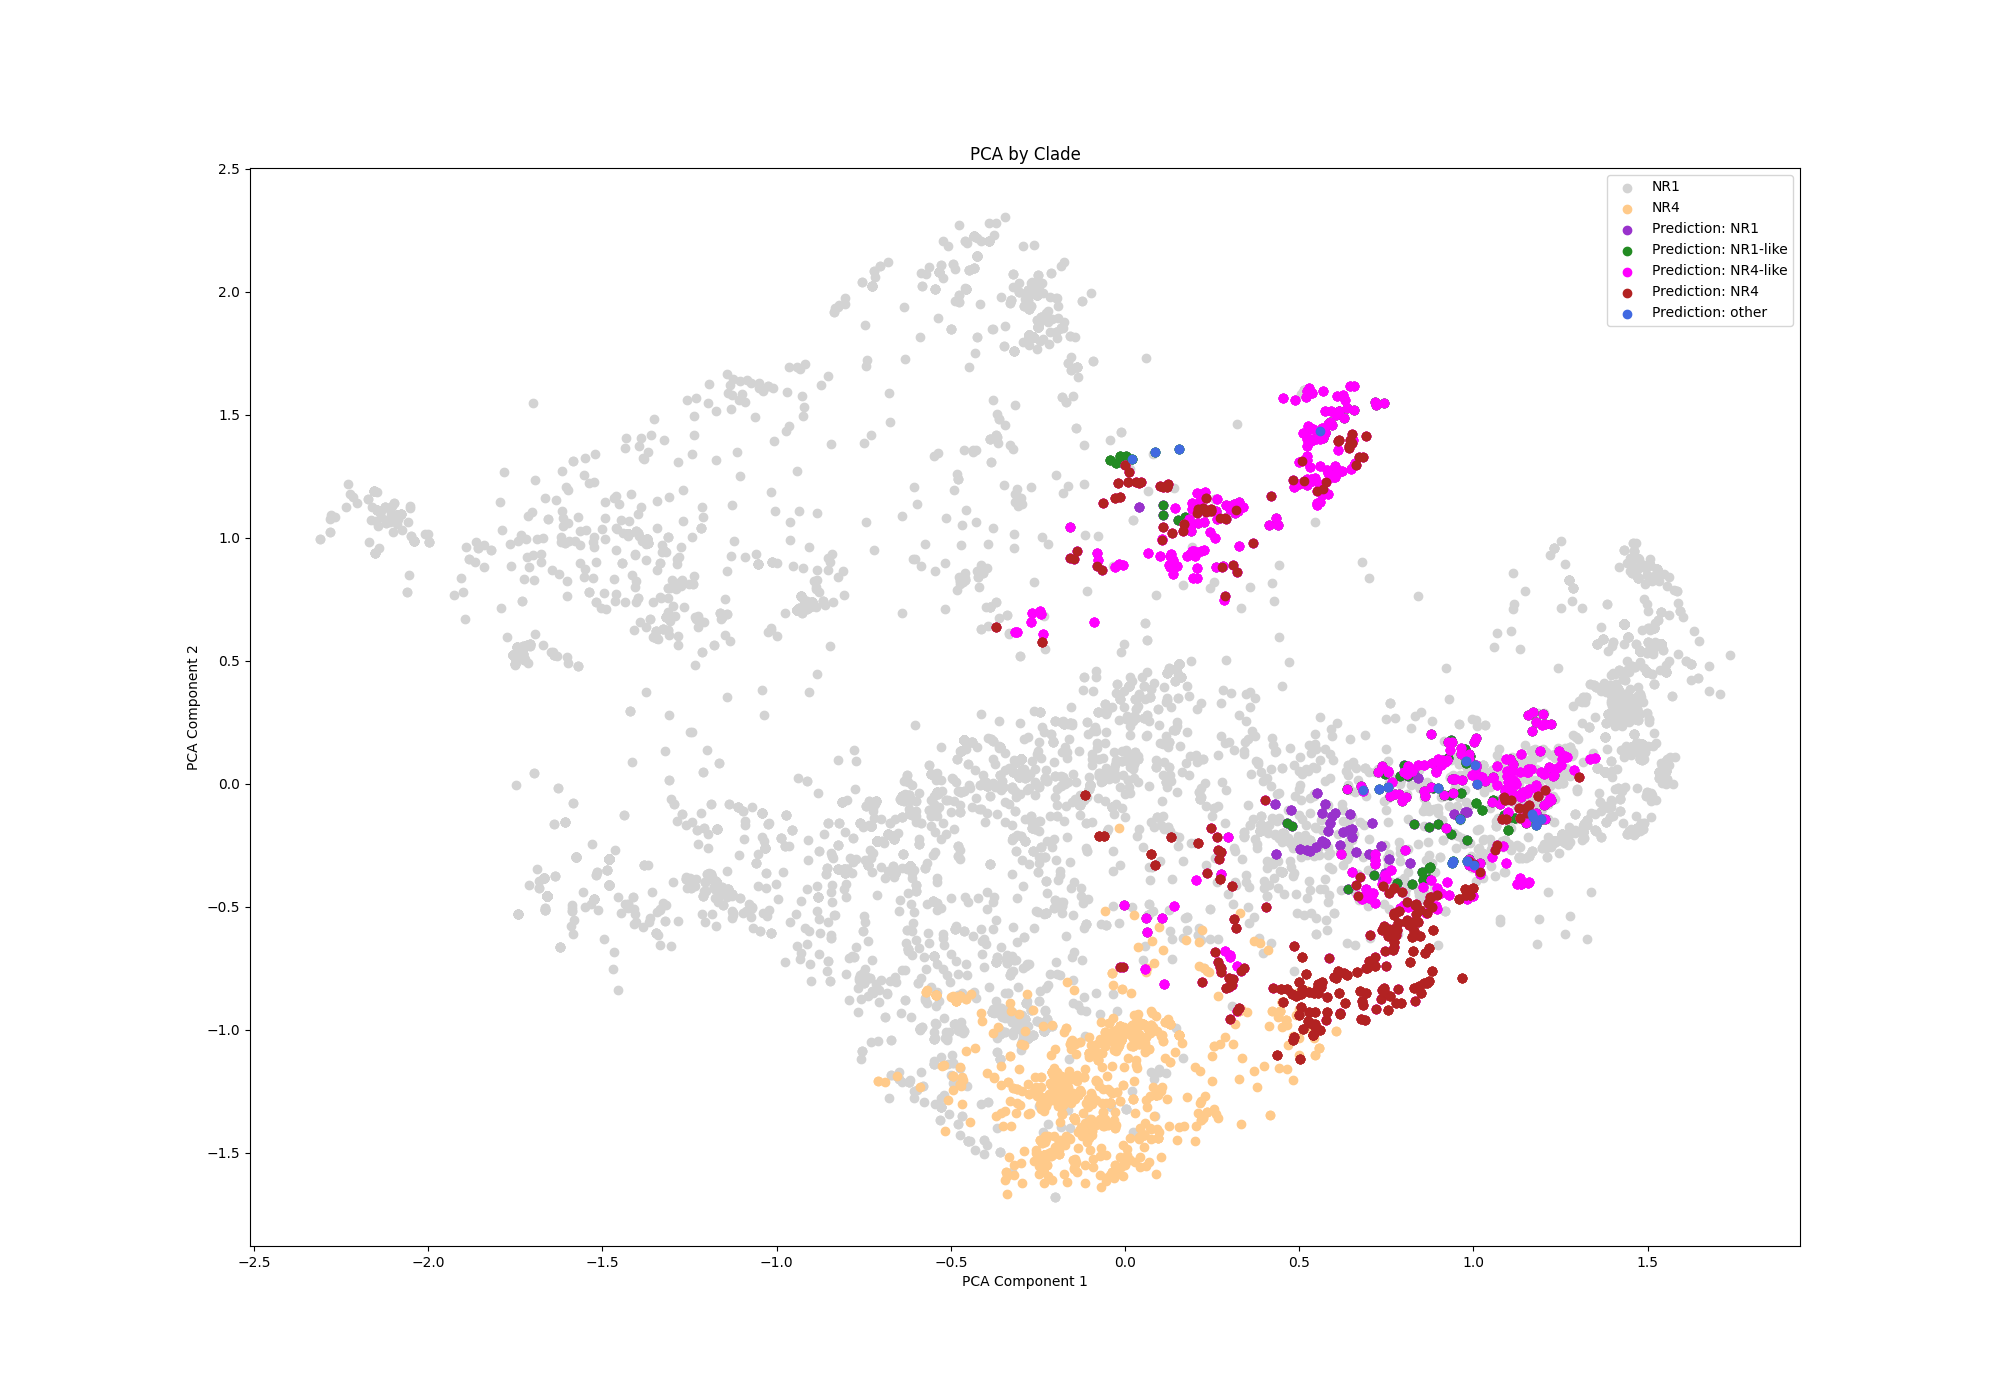 PCA by Clade
2.5
2.0
1.5
1.0
0.5
0.0
−0.5
−1.0
−1.5
PCA Component 2
NR1
NR4
Prediction: NR1
Prediction: NR1-like
Prediction: NR4-like
Prediction: NR4
Prediction: other
−2.5 −2.0 −1.5 −1.0 −0.5 0.0 0.5 1.0 1.5
PCA Component 1